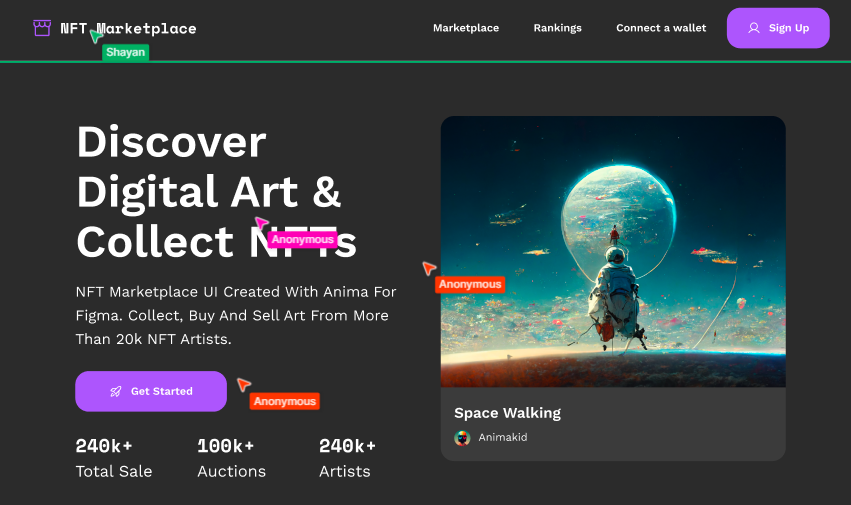 NFT Marketplace
Marketplace
Rankings
Connect a wallet
Sign Up
Shayan
Discover
Digital Art &
Collect NFTs
Anonymous
Anonymous
NFT Marketplace UI Created With Anima For
Figma. Collect, Buy And Sell Art From More
Than 20k NFT Artists.
Get Started
Anonymous
240k+
Total Sale
100k+
Auctions
240k+
Artists
Space Walking
Animakid